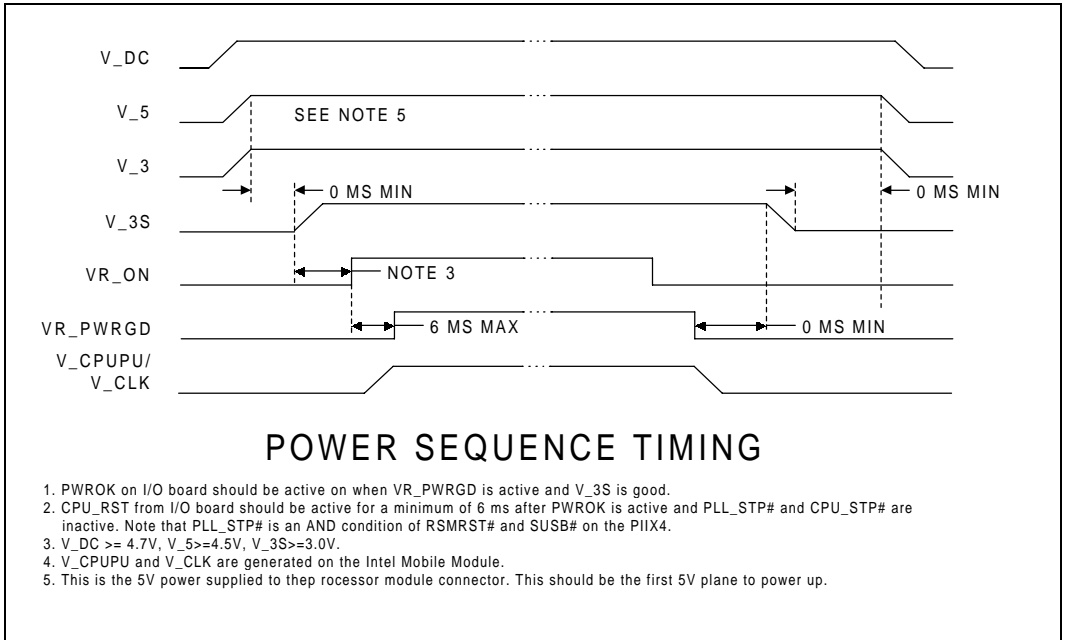 V_DC
V_5
SEE NOTE 5
V_3
0 MS MIN
0 MS MIN
V_3S
VR_ON
NOTE 3
VR_PWRGD
6 MS MAX
0 MS MIN
V_CPUPU/
V_CLK
POWER SEQUENCE TIMING
1. PWROK on I/O board should be active on when VR_PWRGD is active and V_3S is good.
2. CPU_RST from I/O board should be active for a minimum of 6 ms after PWROK is active and PLL_STP# and CPU_STP# are
inactive. Note that PLL_STP# is an AND condition of RSMRST# and SUSB# on the PIIX4.
3. V_DC >= 4.7V, V_5>=4.5V, V_3S>=3.0V.
4. V_CPUPU and V_CLK are generated on the Intel Mobile Module.
5. This is the 5V power supplied to thep rocessor module connector. This should be the first 5V plane to power up.